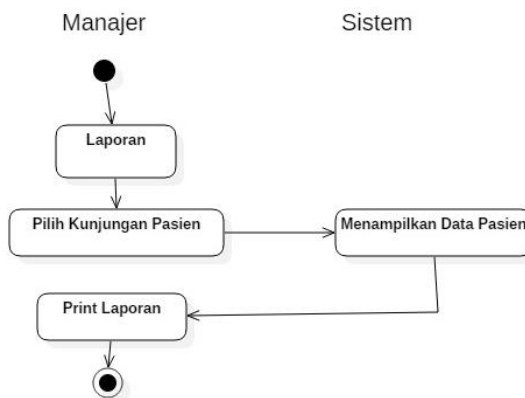 Manajer
Sistem
Laporan
Pilih Kunjungan Pasien
Menampilkan Data Pasien
Print Laporan